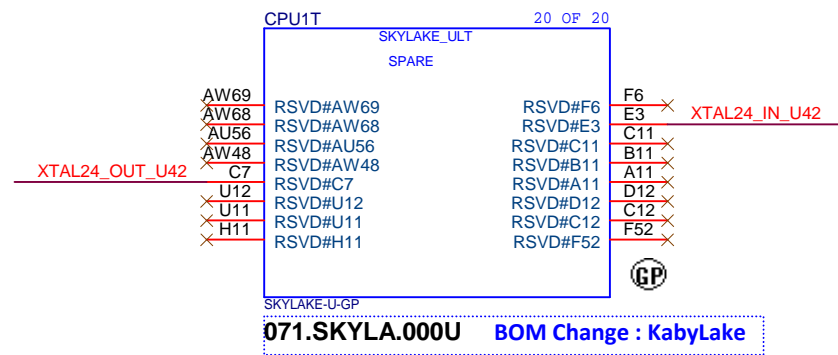 CPU1T 20 OF 20
SKYLAKE_ULT
SPARE
AW69 RSVD#AW69 RSVD#F6 F6
AW68 RSVD#AW68 RSVD#E3 E3 XTAL24_IN_U42
AU56 RSVD#AU56 RSVD#C11 C11
AW48 RSVD#AW48 RSVD#B11 B11
XTAL24_OUT_U42 C7 RSVD#C7 RSVD#A11 A11
U12 RSVD#U12 RSVD#D12 D12
U11 RSVD#U11 RSVD#C12 C12
H11 RSVD#H11 RSVD#F52 F52
GP
SKYLAKE-U-GP
071.SKYLA.000U BOM Change : KabyLake